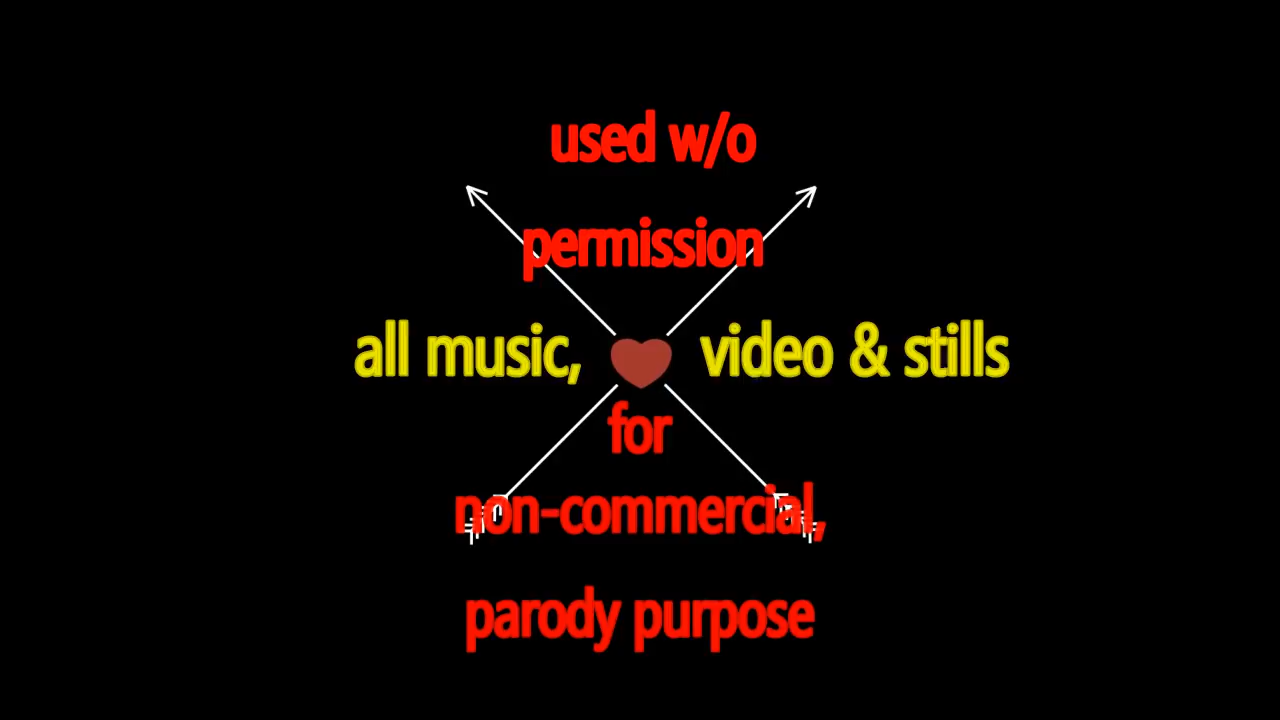 used w/o
permission
all music, video & stills
for
non-commercial,
parody purpose